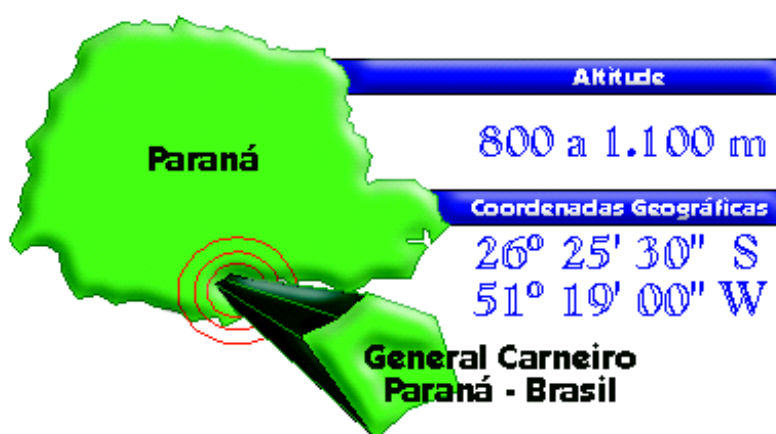 Altitude
800 a 1.100 m
Paraná
Coordenadas Geográficas
26º 25' 30" S
51º 19' 00" W
General Carneiro
Paraná - Brasil